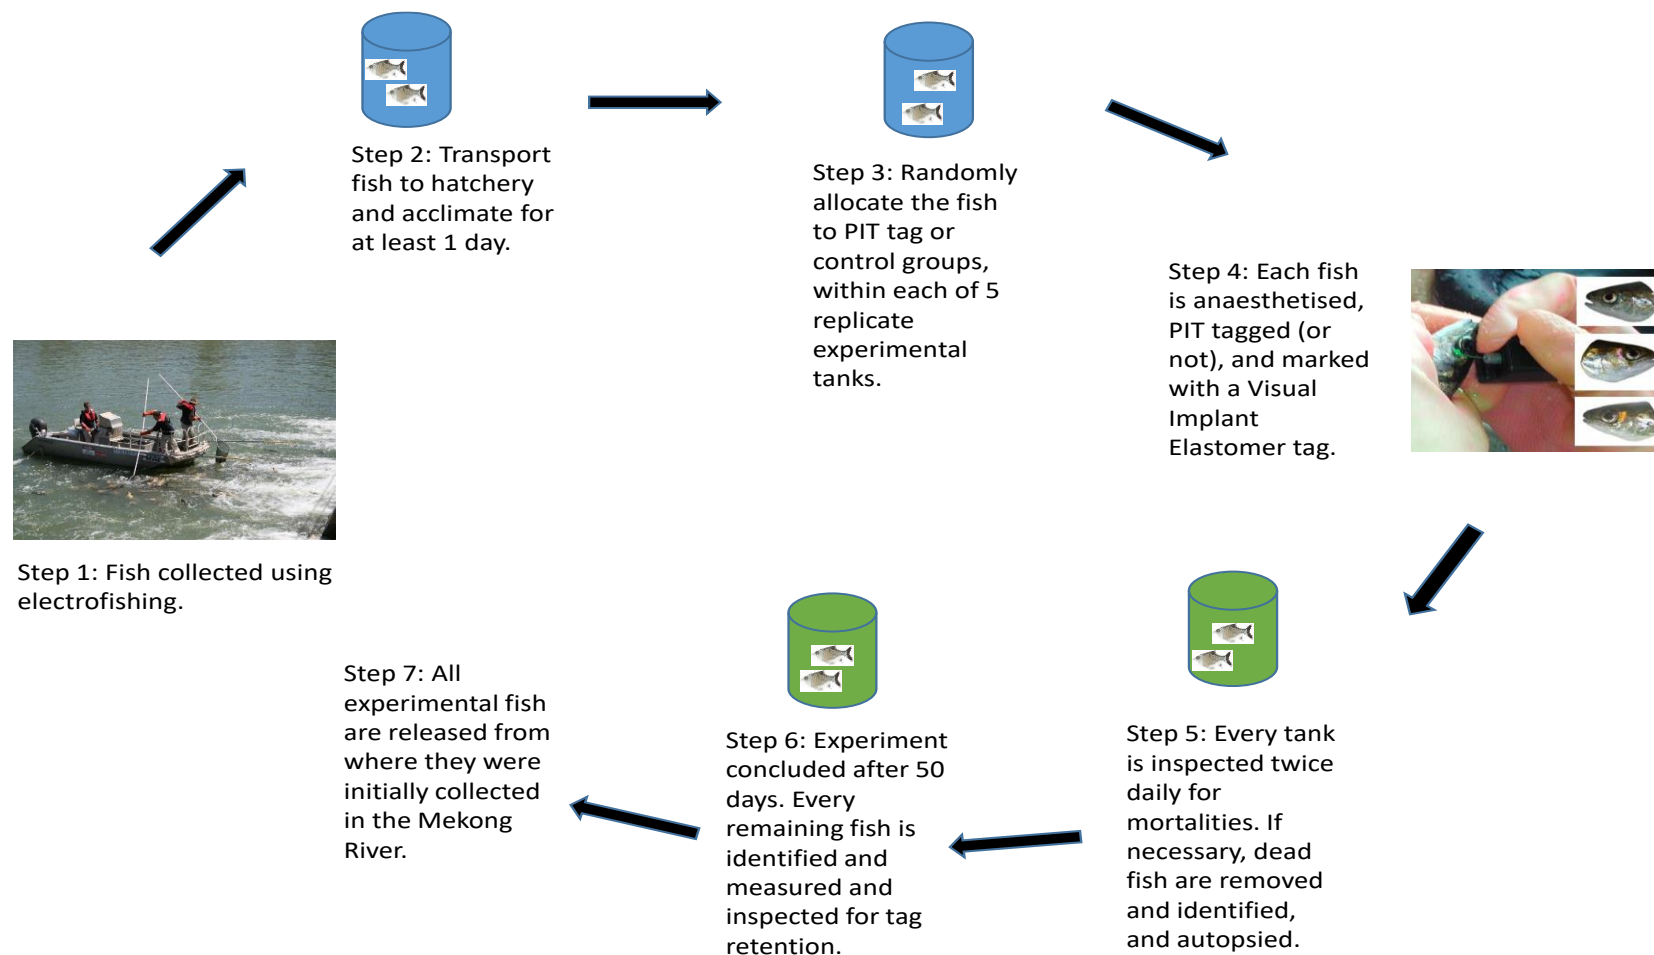 Step 1: Fish collected using
electrofishing.
Step 2: Transport
fish to hatchery
and acclimate for
at least 1 day.
Step 3: Randomly
allocate the fish
to PIT tag or
control groups,
within each of 5
replicate
experimental
tanks.
Step 4: Each fish
is anaesthetised,
PIT tagged (or
not), and marked
with a Visual
Implant
Elastomer tag.
Step 5: Every tank
is inspected twice
daily for
mortalities. If
necessary, dead
fish are removed
and identified,
and autopsied.
Step 6: Experiment
concluded after 50
days. Every
remaining fish is
identified and
measured and
inspected for tag
retention.
Step 7: All
experimental fish
are released from
where they were
initially collected
in the Mekong
River.